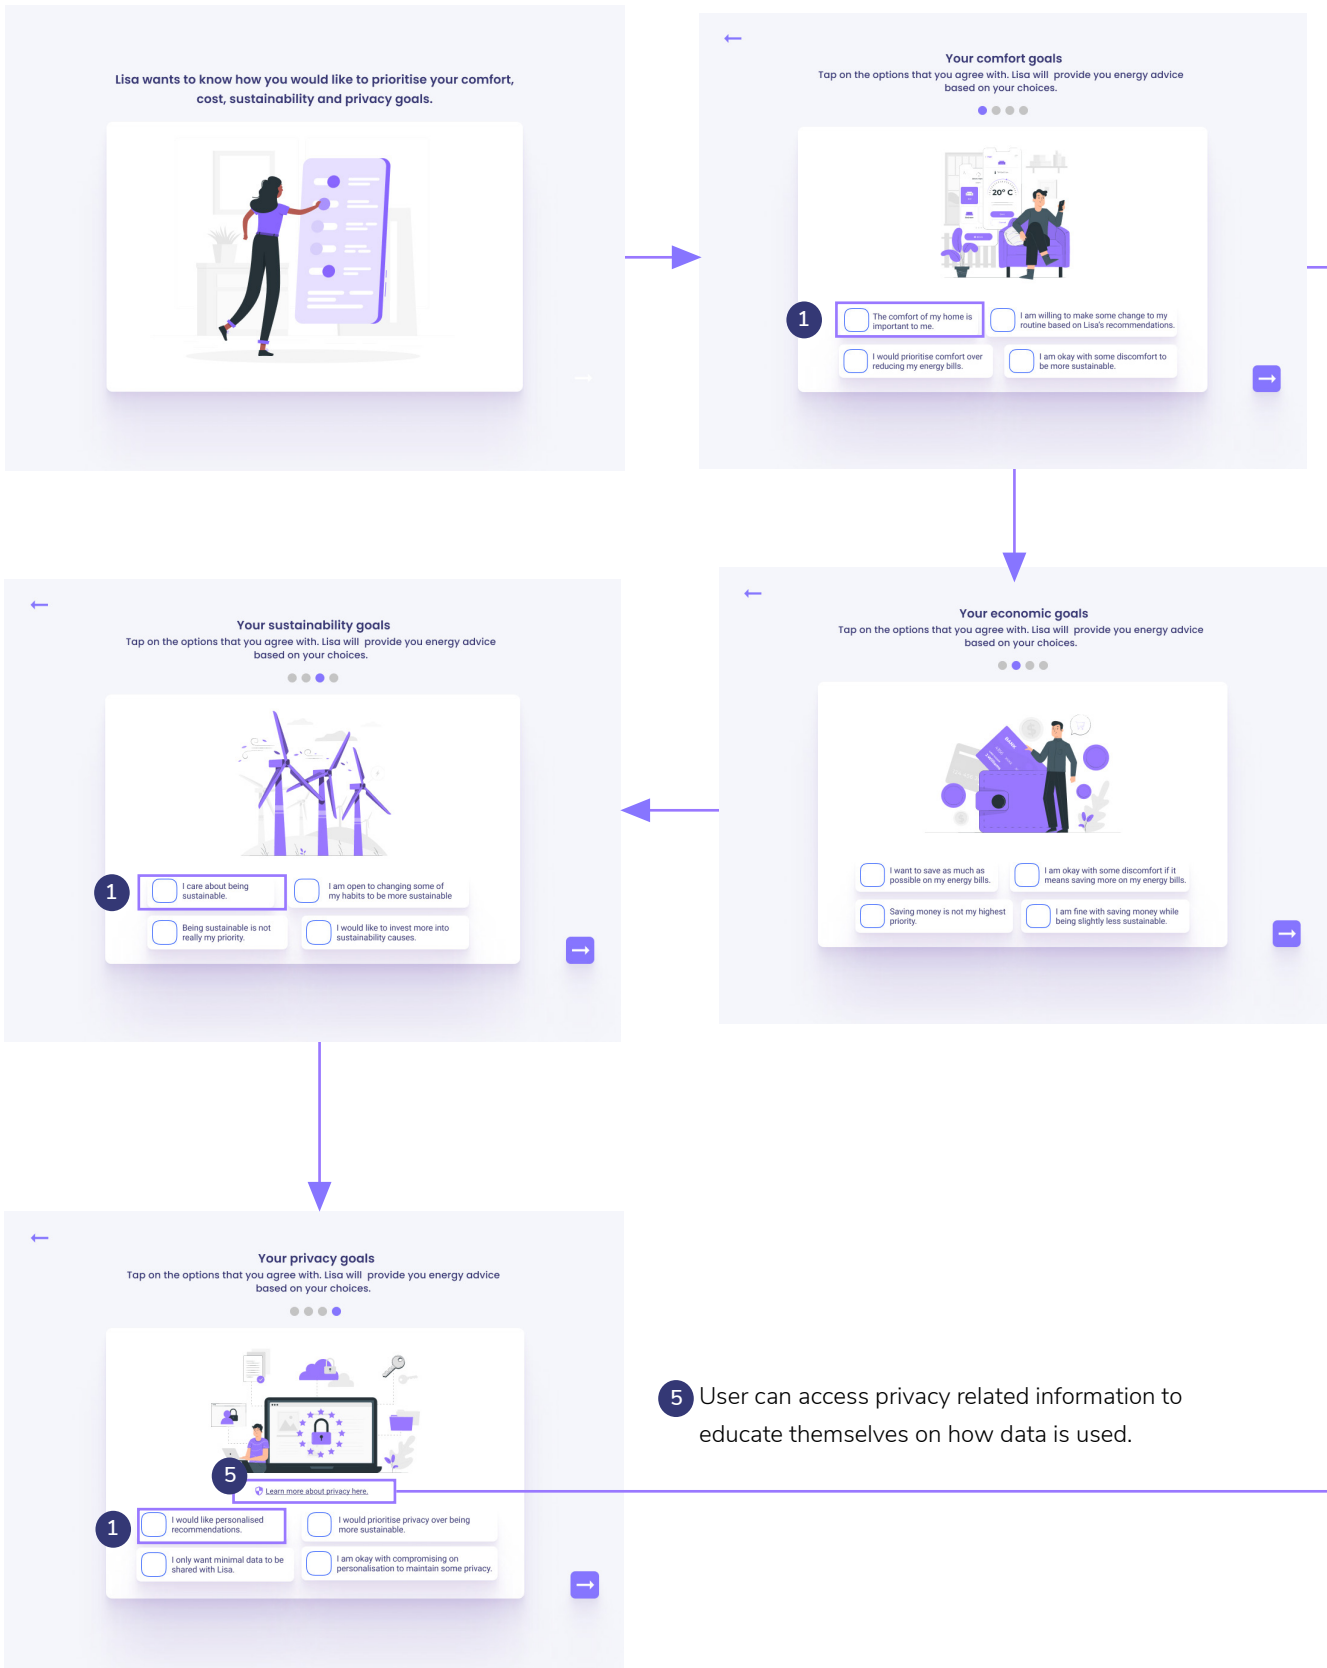 Lisa wants to know how you would like to prioritise your comfort,
cost, sustainability and privacy goals.
Your comfort goals
Tap on the options that you agree with. Lisa will provide you energy advice
based on your choices.
20° C
1
The comfort of my home is
important to me.
I am willing to make some change to my
routine based on Lisa's recommendations.
I would prioritise comfort over
reducing my energy bills.
I am okay with some discomfort to
be more sustainable.
Your sustainability goals
Tap on the options that you agree with. Lisa will provide you energy advice
based on your choices.
1
I care about being
sustainable.
I am open to changing some of
my habits to be more sustainable
Being sustainable is not
really my priority.
I would like to invest more into
sustainability causes.
Your economic goals
Tap on the options that you agree with. Lisa will provide you energy advice
based on your choices.
BANK
I want to save as much as
possible on my energy bills.
I am okay with some discomfort if it
means saving more on my energy bills.
Saving money is not my highest
priority.
I am fine with saving money while
being slightly less sustainable.
Your privacy goals
Tap on the options that you agree with. Lisa will provide you energy advice
based on your choices.
5
Learn more about privacy here.
1
I would like personalised
recommendations.
I would prioritise privacy over being
more sustainable.
I only want minimal data to be
shared with Lisa.
I am okay with compromising on
personalisation to maintain some privacy.
5 User can access privacy related information to
educate themselves on how data is used.